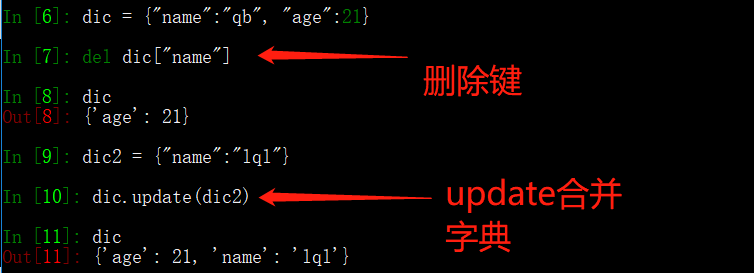 In [6]: dic = {"name":"qb", "age":21}
In [7]: del dic["name"]
删除键
In [8]: dic
Out[8]: {'age': 21}
In [9]: dic2 = {"name":"lql"}
In [10]: dic.update(dic2)
update合并
字典
In [11]: dic
Out[11]: {'age': 21, 'name': 'lql'}